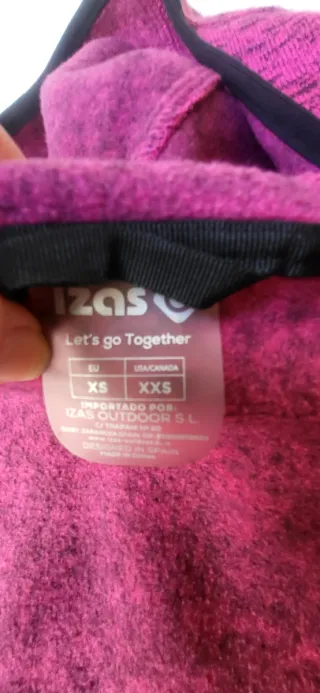 izas
Let's go Together
EU USA/CANADA
XS XXS
IMPORTADO POR:
IZAS OUTDOOR S.L.
DESIGNED IN SPAIN